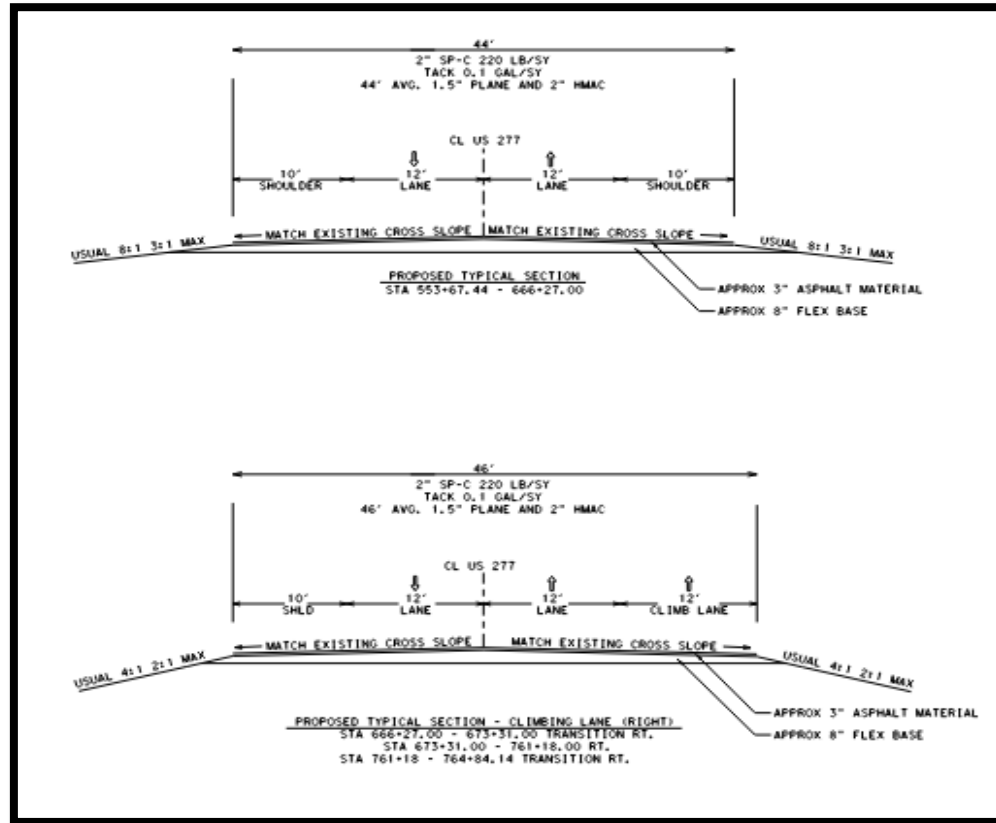 44'
2" SP-C 220 LB/SY
TACK 0.1 GAL/SY
44' AVG. 1.5" PLANE AND 2" HMAC
CL US 277
10' 12' 12' 10'
SHOULDER LANE LANE SHOULDER
MATCH EXISTING CROSS SLOPE MATCH EXISTING CROSS SLOPE
USUAL 8:1 3:1 MAX USUAL 8:1 3:1 MAX
PROPOSED TYPICAL SECTION
STA 553+67.44 - 666+27.00
APPROX 3" ASPHALT MATERIAL
APPROX 8" FLEX BASE
46'
2" SP-C 220 LB/SY
TACK 0.1 GAL/SY
46' AVG. 1.5" PLANE AND 2" HMAC
CL US 277
10' 12' 12' 12'
SHLD LANE LANE CLIMB LANE
MATCH EXISTING CROSS SLOPE MATCH EXISTING CROSS SLOPE
USUAL 4:1 2:1 MAX USUAL 4:1 2:1 MAX
PROPOSED TYPICAL SECTION - CLIMBING LANE (RIGHT)
STA 666+27.00 - 673+31.00 TRANSITION RT.
STA 673+31.00 - 761+18.00 RT.
STA 761+18 - 764+84.14 TRANSITION RT.
APPROX 3" ASPHALT MATERIAL
APPROX 8" FLEX BASE